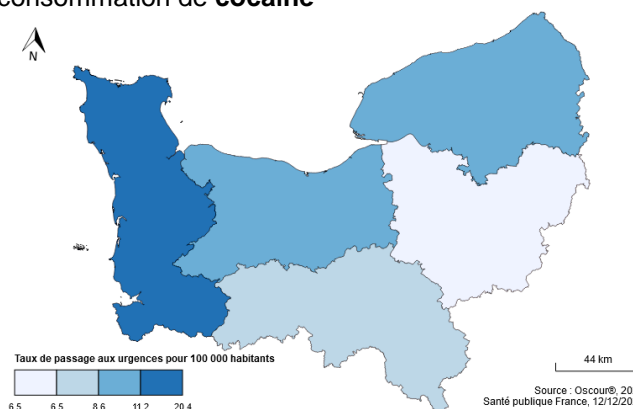 consommation de cocaïne
N
Taux de passage aux urgences pour 100 000 habitants
6.5 6.5 8.6 11.2 20.4
44 km
Source : Oscour®, 20
Santé publique France, 12/12/20